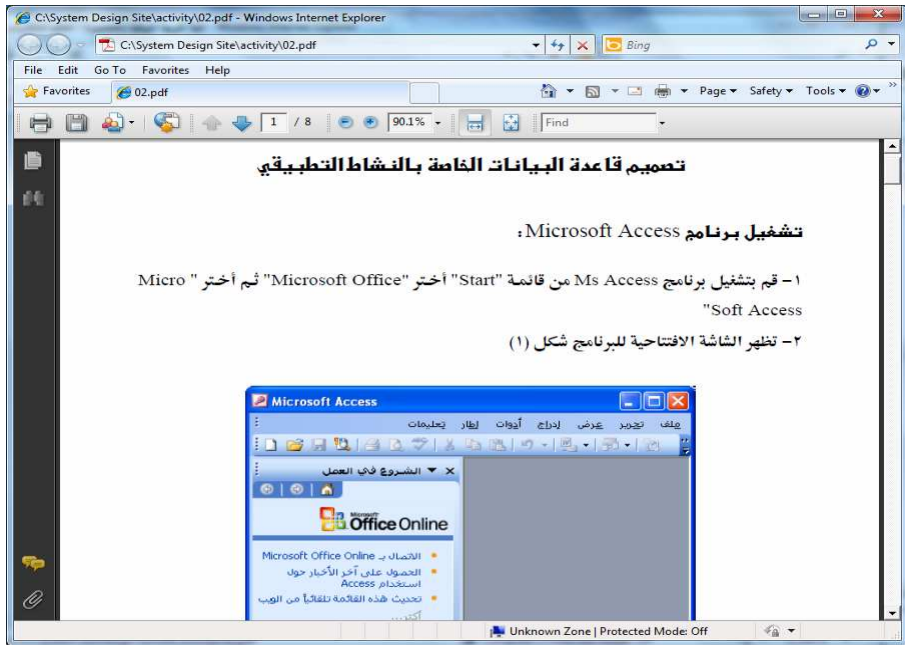 C:\System Design Site\activity\02.pdf - Windows Internet Explorer
C:\System Design Site\activity\02.pdf
Bing
File Edit Go To Favorites Help
Favorites
02.pdf
Page Safety Tools
1 / 8
90.1%
Find
تصميم قاعدة البيانات الخاصة بالنشاط التطبيقي
تشغيل برنامج Microsoft Access:
١- قم بتشغيل برنامج Ms Access من قائمة "Start" أختر "Microsoft Office" ثم أختر " Micro
Soft Access"
٢- تظهر الشاشة الافتتاحية للبرنامج شكل (١)
Microsoft Access
ملف تحرير عرض إدراج أدوات إطار تعليمات
الشروع في العمل
Microsoft
Office Online
الاتصال بـ Microsoft Office Online
الحصول على آخر الأخبار حول
استخدام Access
تحديث هذه القائمة تلقائياً من الويب
أكثر...
Unknown Zone | Protected Mode: Off